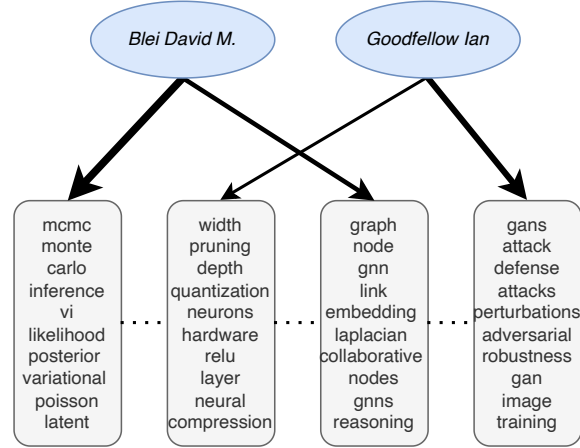 Blei David M.
Goodfellow Ian
mcmc
monte
carlo
inference
vi
likelihood
posterior
variational
poisson
latent
width
pruning
depth
quantization
neurons
hardware
relu
layer
neural
compression
graph
node
gnn
link
embedding
laplacian
collaborative
nodes
gnns
reasoning
gans
attack
defense
attacks
perturbations
adversarial
robustness
gan
image
training